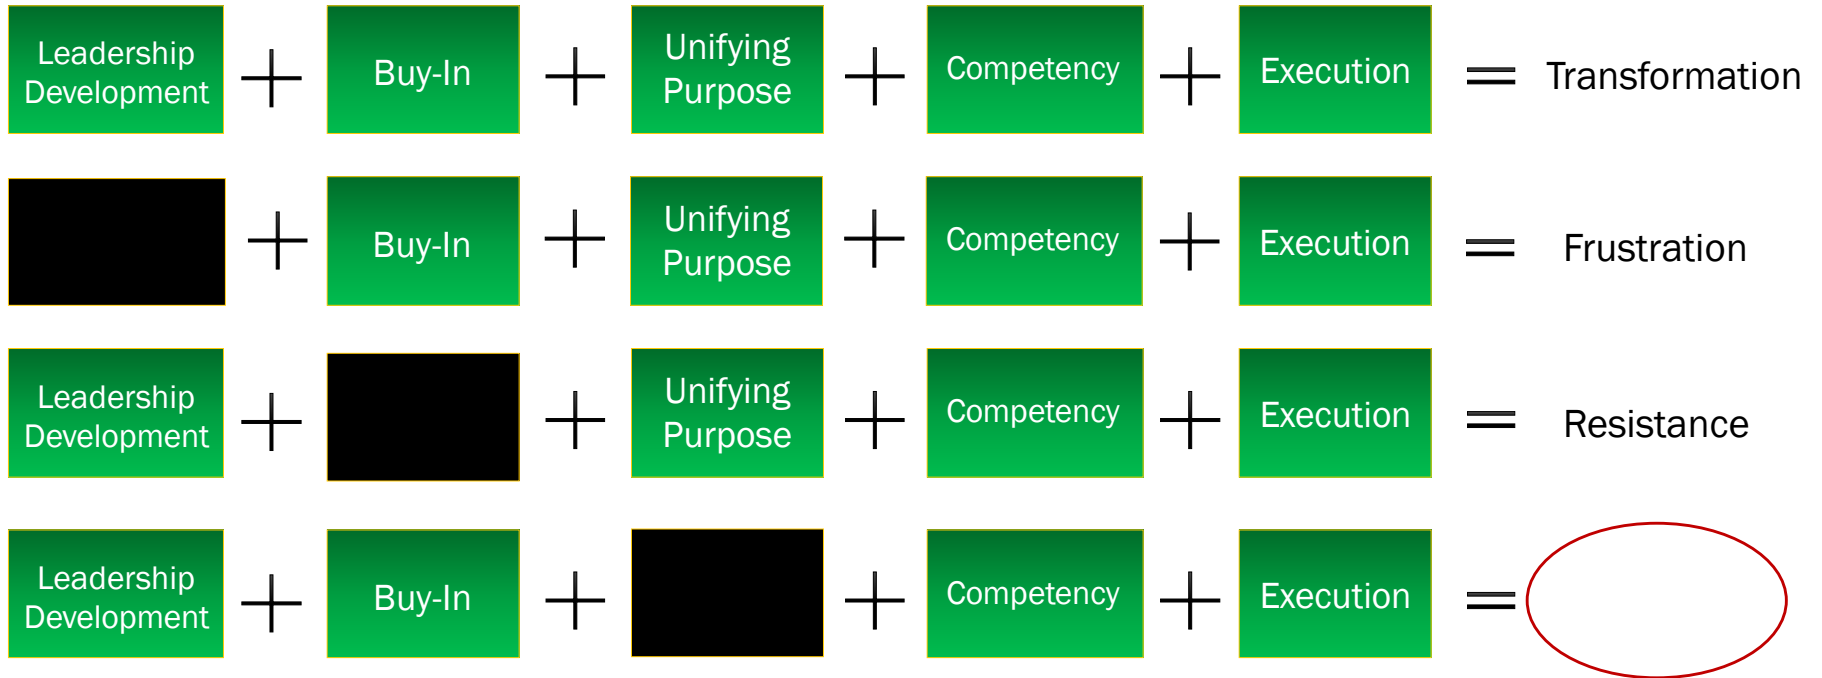 Leadership
Development + Buy-In + Unifying
Purpose + Competency + Execution = Transformation
+ Buy-In + Unifying
Purpose + Competency + Execution = Frustration
Leadership
Development + + Unifying
Purpose + Competency + Execution = Resistance
Leadership
Development + Buy-In + + Competency + Execution =